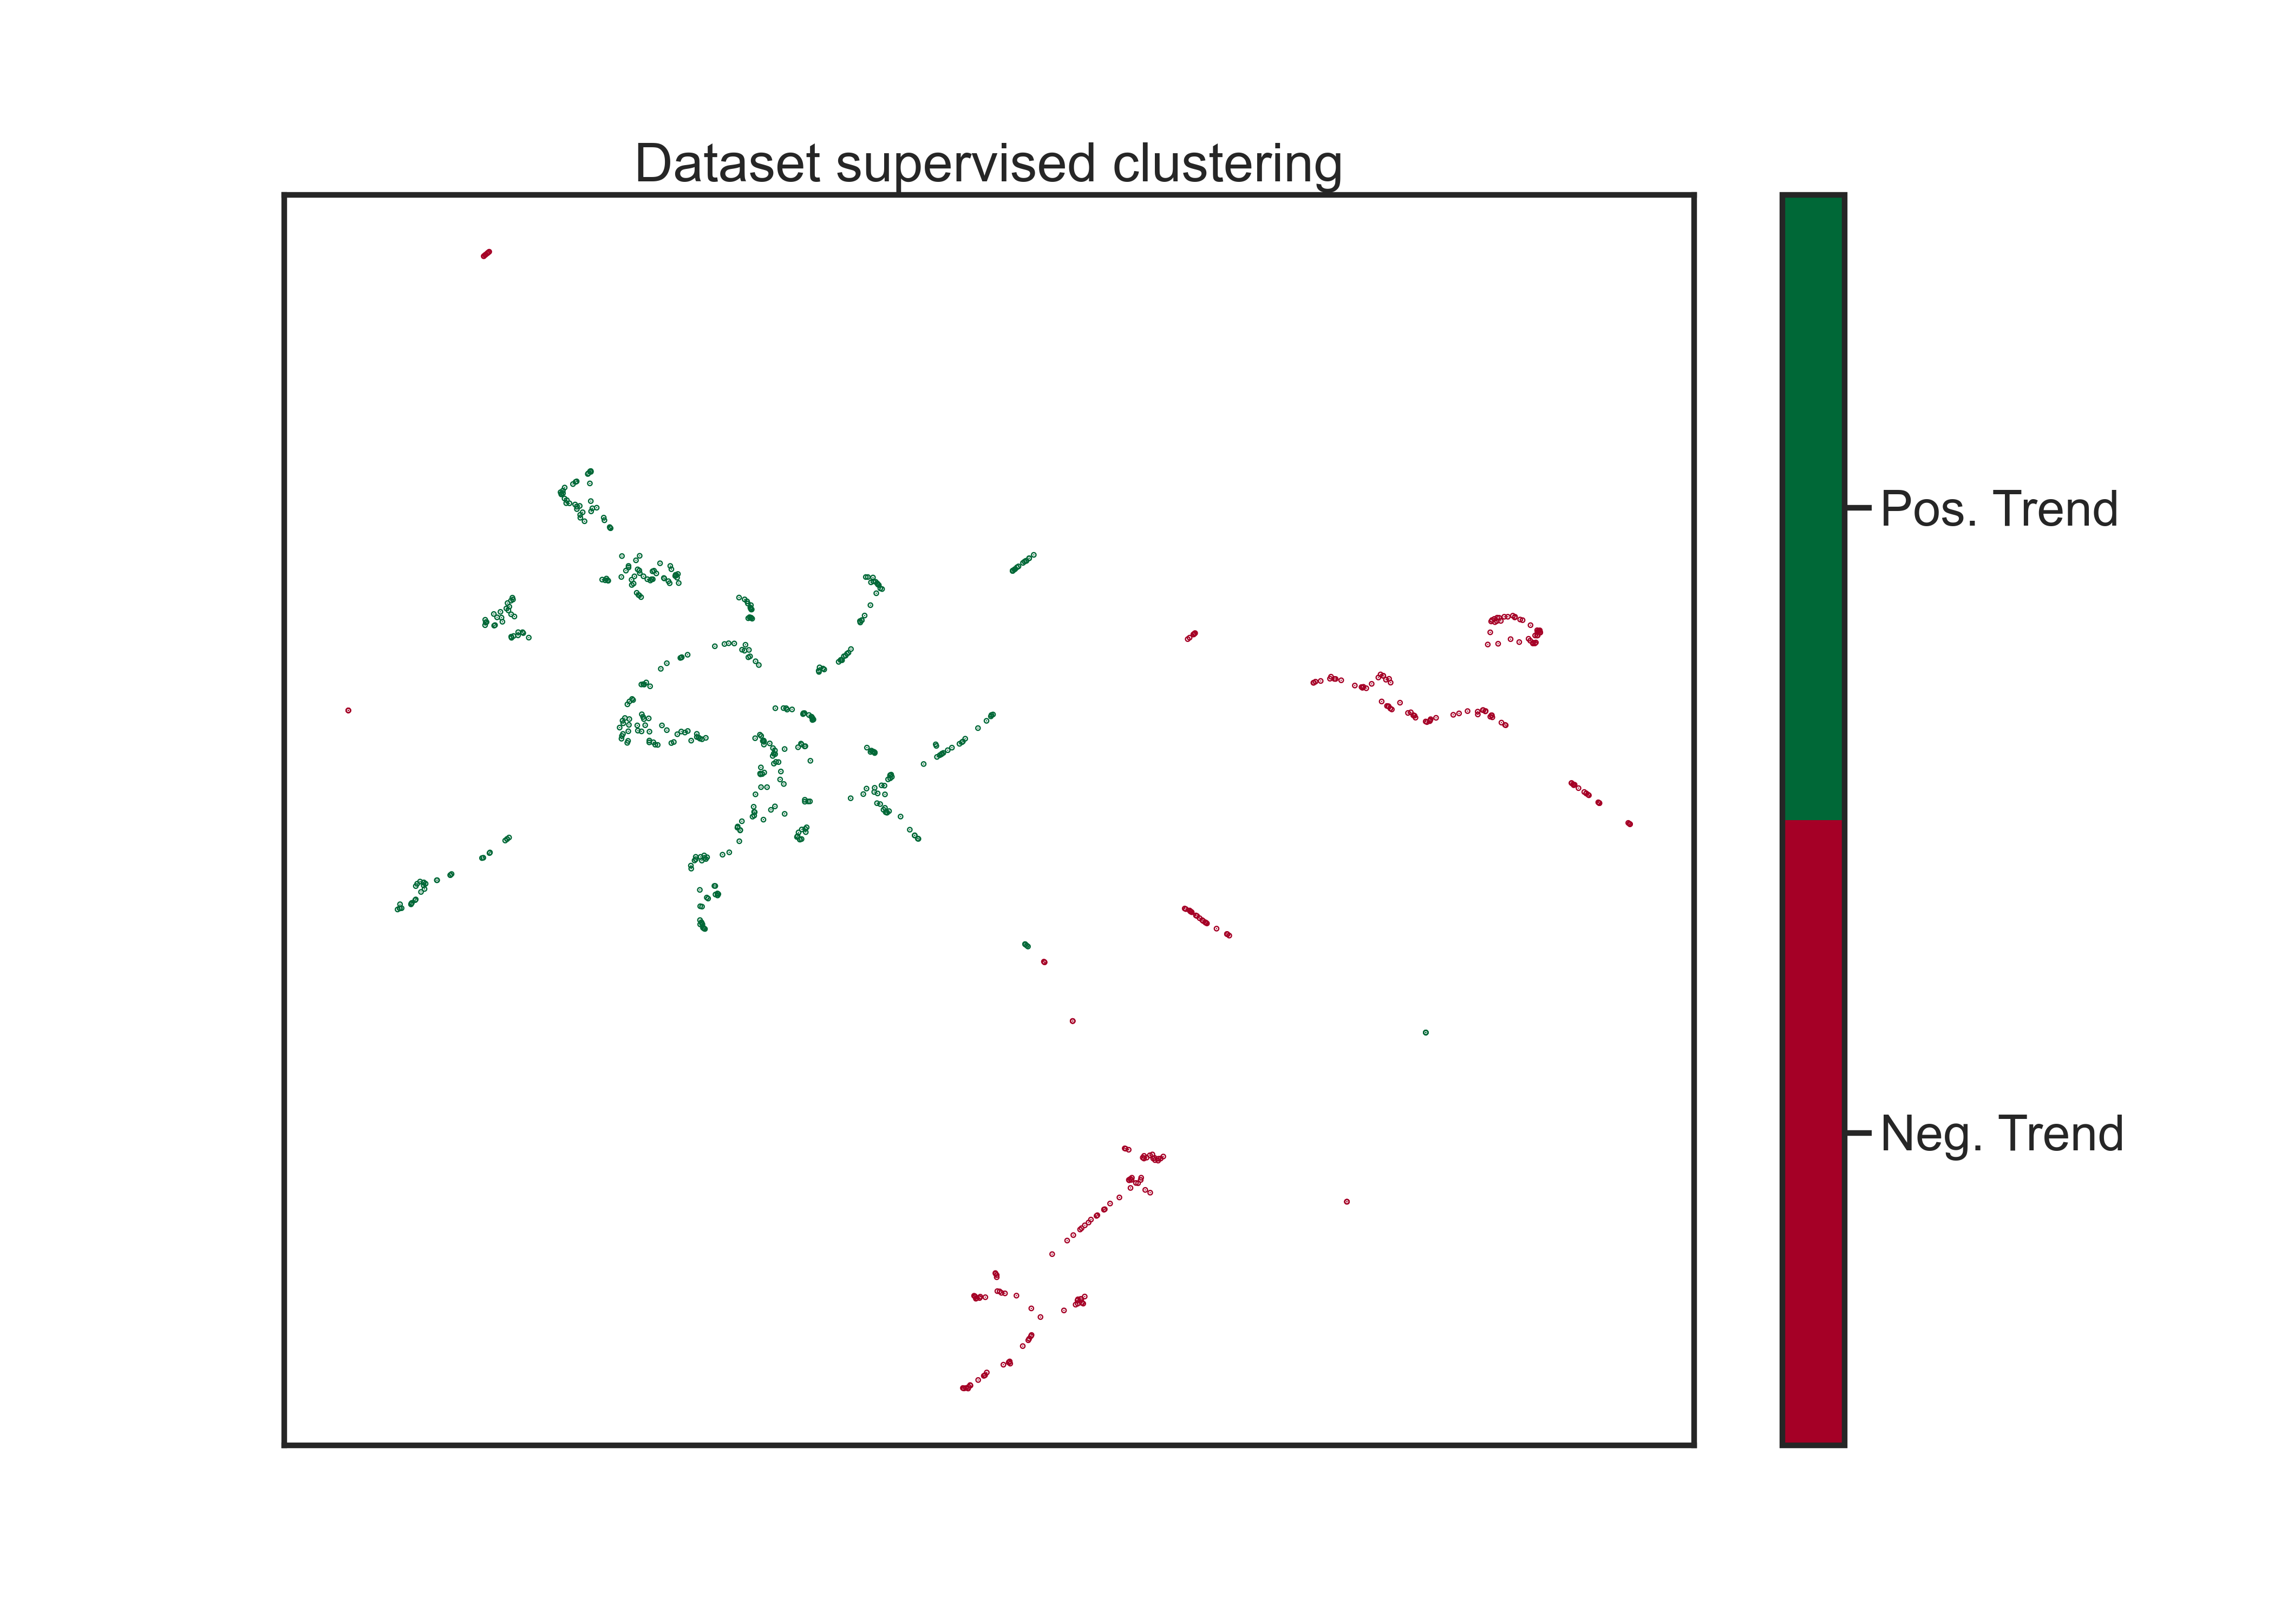 Dataset supervised clustering
Pos. Trend
Neg. Trend